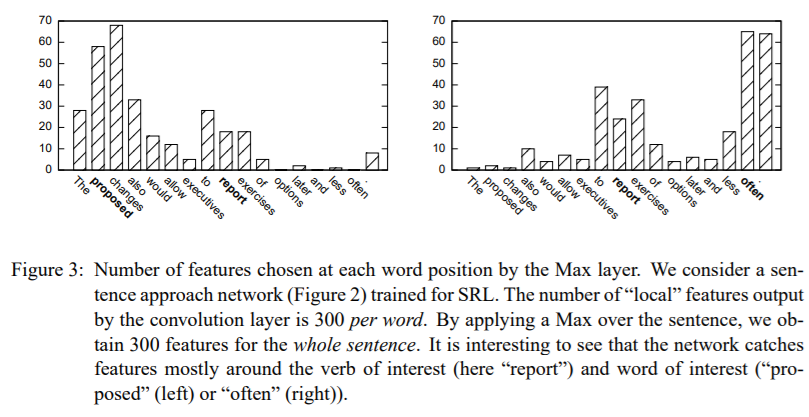 70
60
50
40
30
20
10
0
The
proposed
changes
also
would
allow
executives
to
report
exercises
of
options
later
and
less
often
.
70
60
50
40
30
20
10
0
The
proposed
changes
also
would
allow
executives
to
report
exercises
of
options
later
and
less
often
.
Figure 3: Number of features chosen at each word position by the Max layer. We consider a sen-
tence approach network (Figure 2) trained for SRL. The number of “local” features output
by the convolution layer is 300 per word. By applying a Max over the sentence, we ob-
tain 300 features for the whole sentence. It is interesting to see that the network catches
features mostly around the verb of interest (here “report”) and word of interest (“pro-
posed” (left) or “often” (right)).